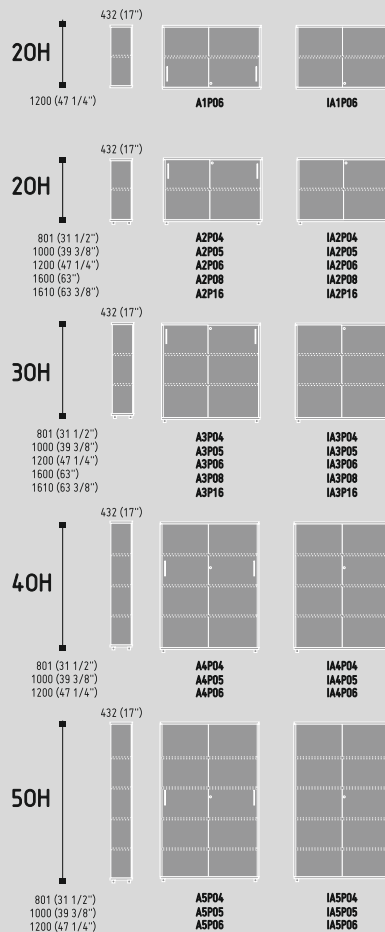 432 (17")
20H
1200 (47 1/4")
A1P06 IA1P06
432 (17")
20H
801 (31 1/2") A2P04 IA2P04
1000 (39 3/8") A2P05 IA2P05
1200 (47 1/4") A2P06 IA2P06
1600 (63") A2P08 IA2P08
1610 (63 3/8") A2P16 IA2P16
432 (17")
30H
801 (31 1/2") A3P04 IA3P04
1000 (39 3/8") A3P05 IA3P05
1200 (47 1/4") A3P06 IA3P06
1600 (63") A3P08 IA3P08
1610 (63 3/8") A3P16 IA3P16
432 (17")
40H
801 (31 1/2") A4P04 IA4P04
1000 (39 3/8") A4P05 IA4P05
1200 (47 1/4") A4P06 IA4P06
432 (17")
50H
801 (31 1/2") A5P04 IA5P04
1000 (39 3/8") A5P05 IA5P05
1200 (47 1/4") A5P06 IA5P06